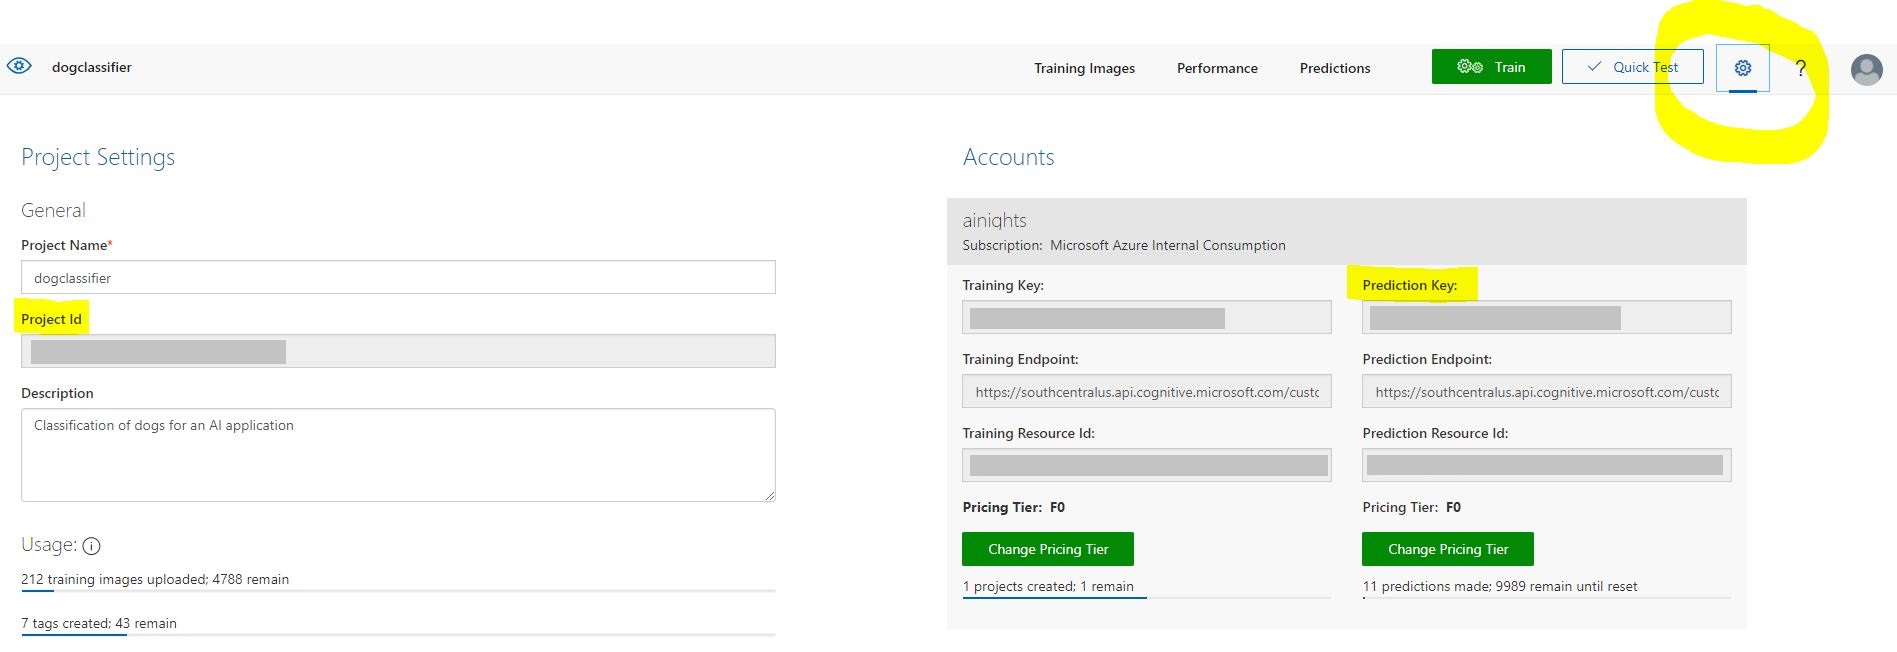 dogclassifier
Training Images
Performance
Predictions
Train
Quick Test
?
Project Settings
General
Project Name*
dogclassifier
Project Id
Description
Classification of dogs for an AI application
Usage:
212 training images uploaded; 4788 remain
7 tags created; 43 remain
Accounts
ainights
Subscription: Microsoft Azure Internal Consumption
Training Key:
Training Endpoint:
https://southcentralus.api.cognitive.microsoft.com/custo
Training Resource Id:
Pricing Tier: F0
Change Pricing Tier
1 projects created; 1 remain
Prediction Key:
Prediction Endpoint:
https://southcentralus.api.cognitive.microsoft.com/custo
Prediction Resource Id:
Pricing Tier: F0
Change Pricing Tier
11 predictions made; 9989 remain until reset